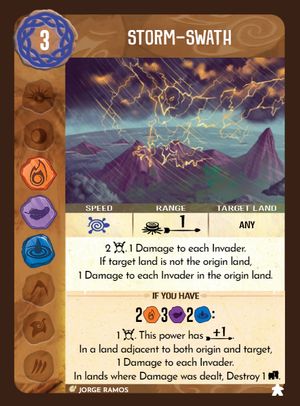 3
STORM-SWATH
SPEED RANGE TARGET LAND
1 ANY
2 . 1 Damage to each Invader.
If target land is not the origin land,
1 Damage to each Invader in the origin land.
IF YOU HAVE
2 3 2 :
1 . This power has +1.
In a land adjacent to both origin and target,
1 Damage to each Invader.
In lands where Damage was dealt, Destroy 1 .
JORGE RAMOS